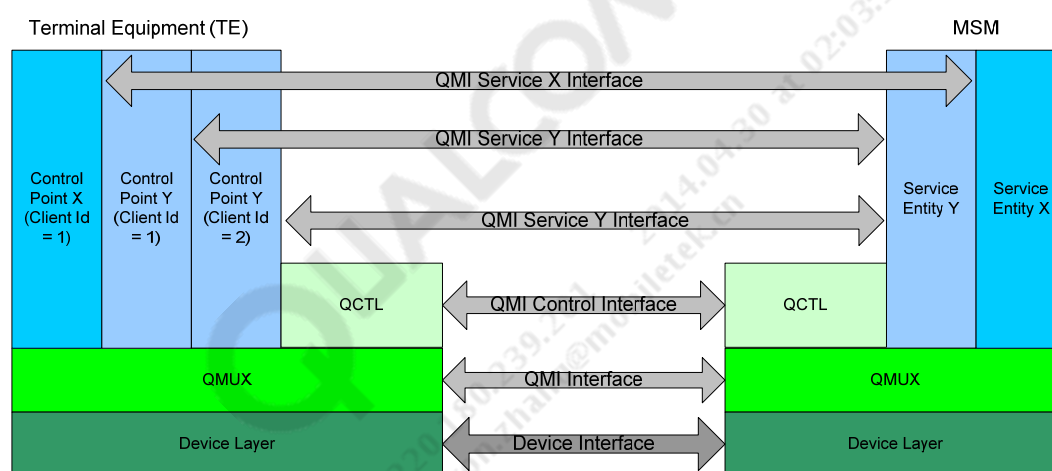 Terminal Equipment (TE)
MSM
QMI Service X Interface
QMI Service Y Interface
Control
Point X
(Client Id
= 1)
Control
Point Y
(Client Id
= 1)
Control
Point Y
(Client Id
= 2)
QMI Service Y Interface
Service
Entity Y
Service
Entity X
QCTL
QMI Control Interface
QCTL
QMUX
QMI Interface
QMUX
Device Layer
Device Interface
Device Layer
QUALCOM